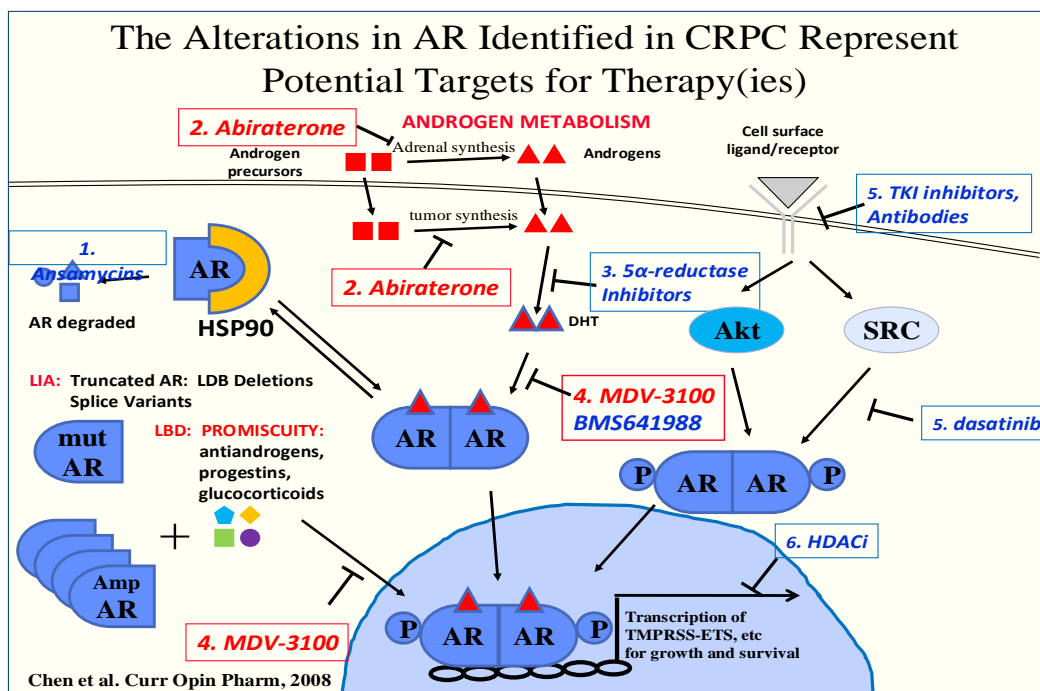 The Alterations in AR Identified in CRPC Represent
Potential Targets for Therapy(ies)
2. Abiraterone
ANDROGEN METABOLISM
Androgen
precursors
Adrenal synthesis
Androgens
Cell surface
ligand/receptor
5. TKI inhibitors,
Antibodies
tumor synthesis
1.
Ansamycins
AR
HSP90
AR degraded
2. Abiraterone
3. 5α-reductase
Inhibitors
DHT
Akt
SRC
LIA: Truncated AR: LDB Deletions
Splice Variants
4. MDV-3100
BMS641988
5. dasatinib
mut
AR
LBD: PROMISCUITY:
antiandrogens,
progestins,
glucocorticoids
AR AR
P AR AR P
6. HDACi
Amp
AR
P AR AR P
Transcription of
TMPRSS-ETS, etc
for growth and survival
4. MDV-3100
Chen et al. Curr Opin Pharm, 2008